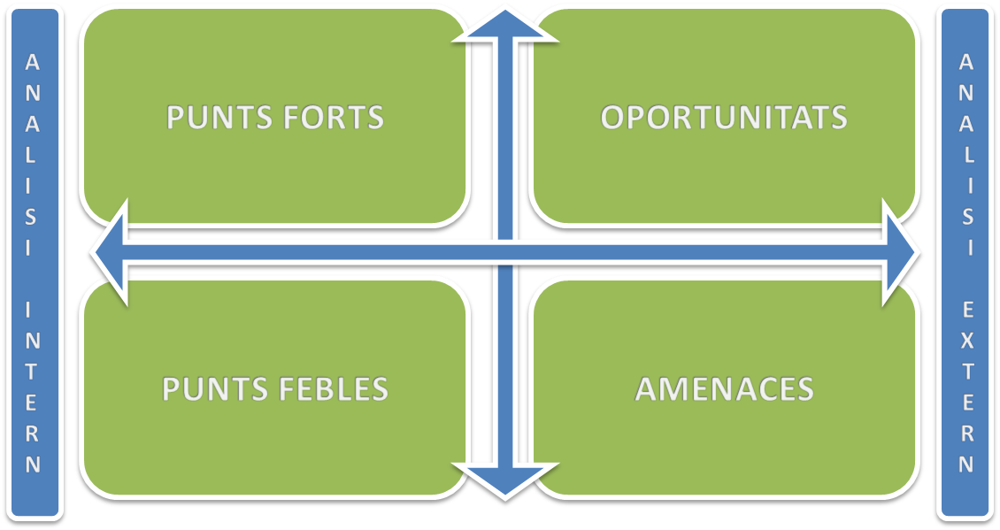 ANALISI INTERN
PUNTS FORTS
OPORTUNITATS
PUNTS FEBLES
AMENACES
ANALISI EXTERN